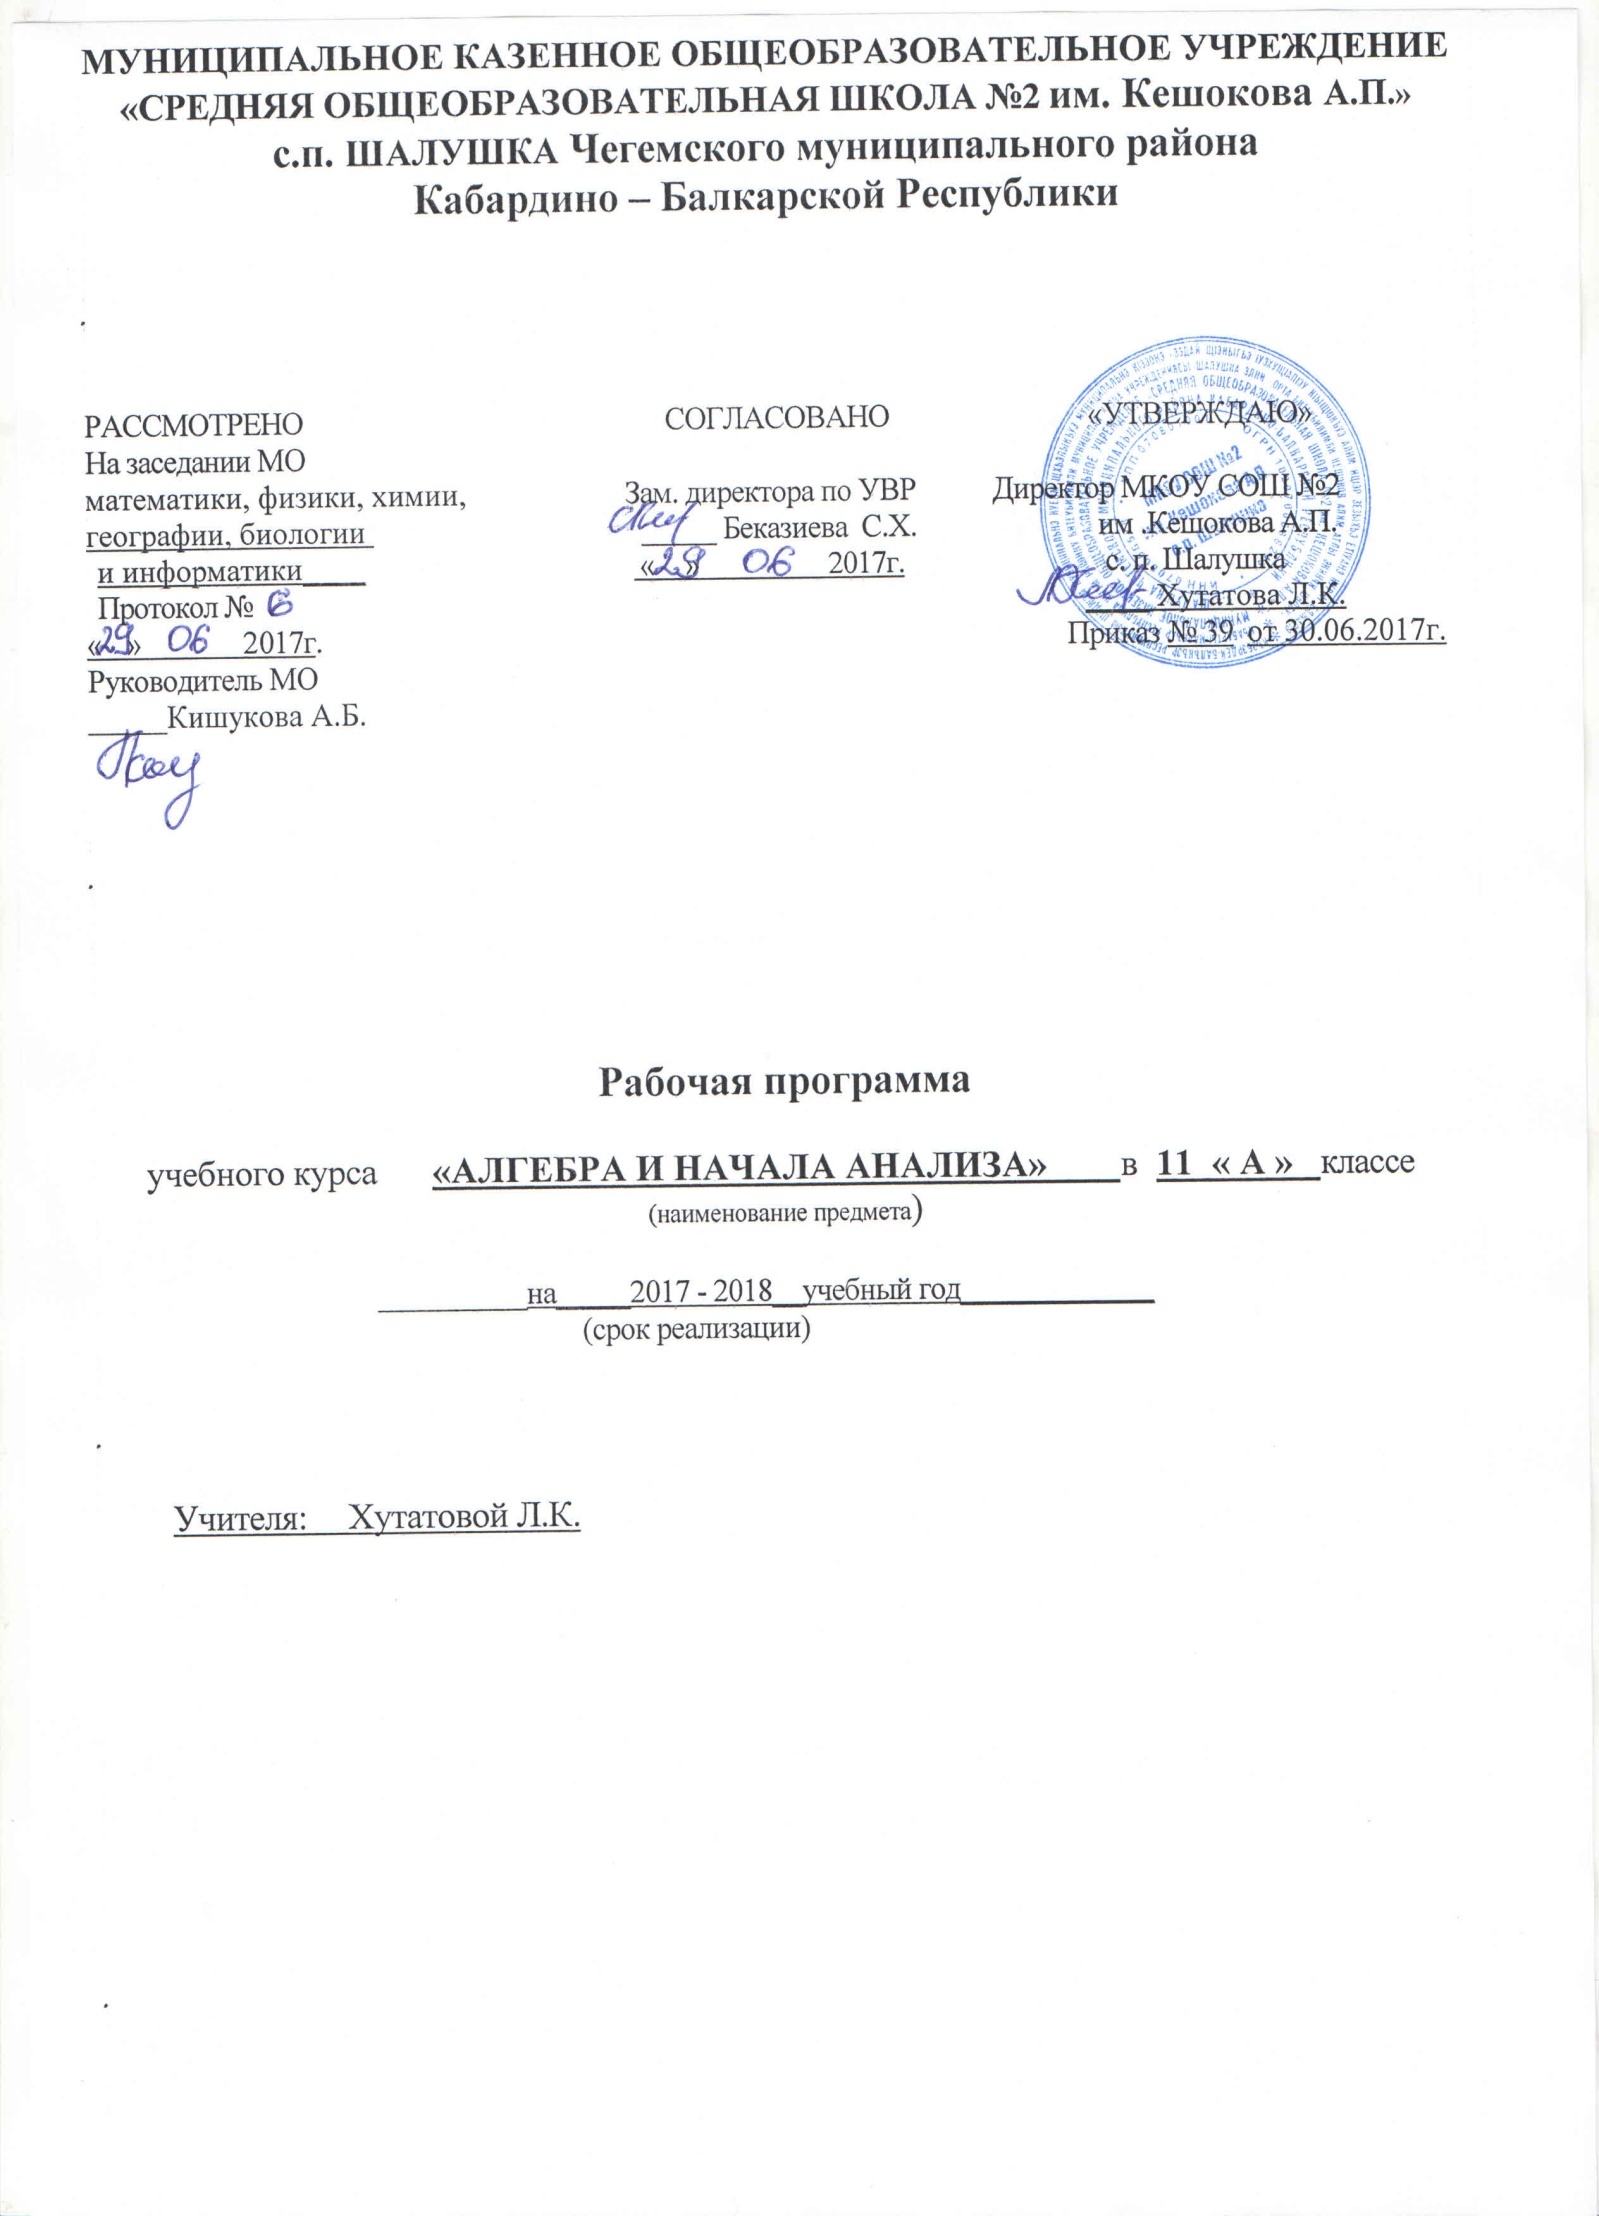 МУНИЦИПАЛЬНОЕ КАЗЕННОЕ ОБЩЕОБРАЗОВАТЕЛЬНОЕ УЧРЕЖДЕНИЕ
«СРЕДНЯЯ ОБЩЕОБРАЗОВАТЕЛЬНАЯ ШКОЛА №2 им. Кешокова А.П.»
с.п. ШАЛУШКА Чегемского муниципального района
Кабардино – Балкарской Республики
РАССМОТРЕНО
На заседании МО
математики, физики, химии,
географии, биологии
и информатики
Протокол № 6
«29» 06 2017г.
Руководитель МО
Кишукова А.Б.
СОГЛАСОВАНО
Зам. директора по УВР
Беказиева С.Х.
«29» 06 2017г.
«УТВЕРЖДАЮ»
Директор МКОУ СОШ №2
им .Кешокова А.П.
с. п. Шалушка
Хутатова Л.К.
Приказ № 39 от 30.06.2017г.
Рабочая программа
учебного курса «АЛГЕБРА И НАЧАЛА АНАЛИЗА» в 11 « А » классе
(наименование предмета)
на 2017 - 2018 учебный год
(срок реализации)
Учителя: Хутатовой Л.К.